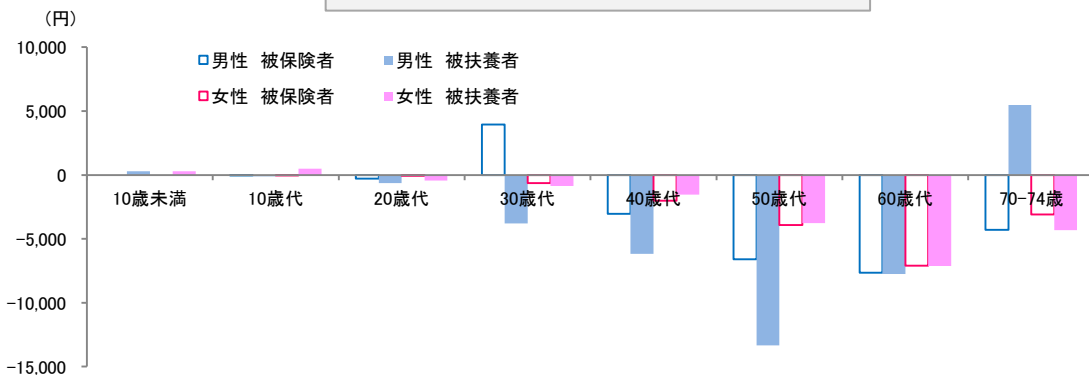 （円）
10,000
男性 被保険者 男性 被扶養者
女性 被保険者 女性 被扶養者
5,000
0
10歳未満 10歳代 20歳代 30歳代 40歳代 50歳代 60歳代 70-74歳
-5,000
-10,000
-15,000